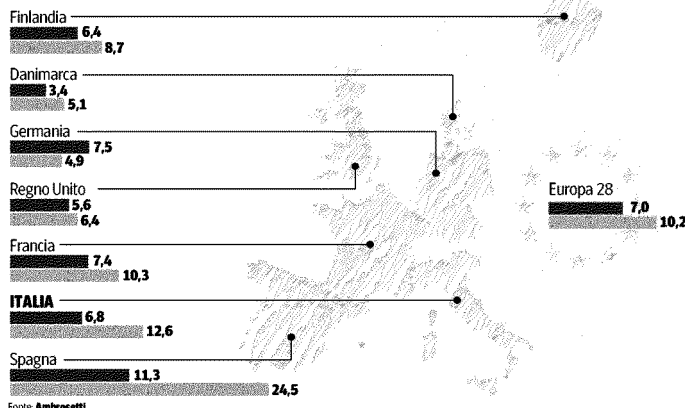 Finlandia
6,4
8,7
Danimarca
3,4
5,1
Germania
7,5
4,9
Regno Unito
5,6
6,4
Francia
7,4
10,3
ITALIA
6,8
12,6
Spagna
11,3
24,5
Europa 28
7,0
10,2
Fonte: Ambrosetti